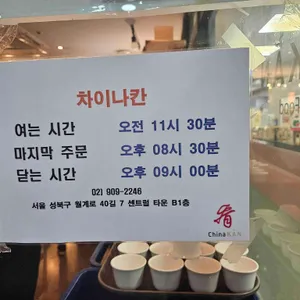 차이나칸
여는 시간 오전 11시 30분
마지막 주문 오후 08시 30분
닫는 시간 오후 09시 00분
02) 909-2246
서울 성북구 월계로 40길 7 센트럴 타운 B1층
China KAN